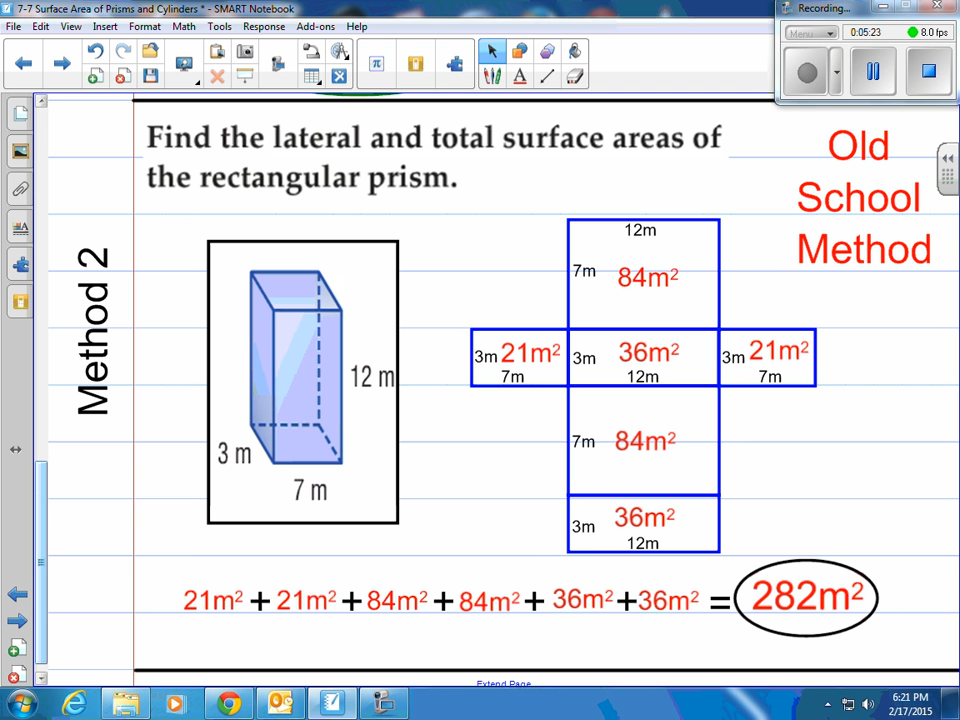 7-7 Surface Area of Prisms and Cylinders * - SMART Notebook
Recording...
File Edit View Insert Format Math Tools Response Add-ons Help
Menu
0:05:23
8.0 fps
Find the lateral and total surface areas of
the rectangular prism.
Old
School
Method
Method 2
12 m
3 m
7 m
12m
7m
84m²
3m 21m²
7m
3m
36m²
12m
3m 21m²
7m
7m
84m²
3m
36m²
12m
21m² + 21m² + 84m² + 84m² + 36m² + 36m² = 282m²
Extend Page
6:21 PM
2/17/2015